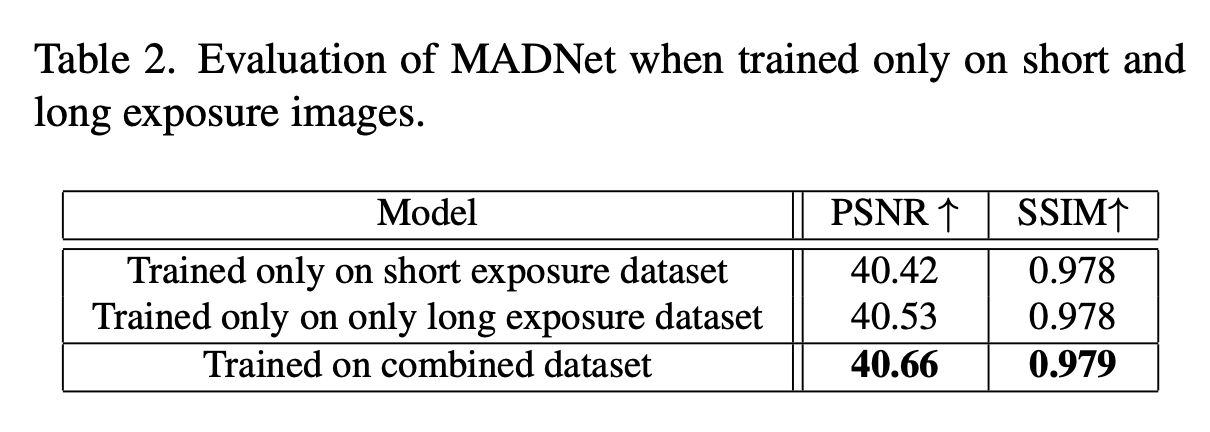 Table 2. Evaluation of MADNet when trained only on short and
long exposure images.
Model PSNR ↑ SSIM↑
Trained only on short exposure dataset 40.42 0.978
Trained only on only long exposure dataset 40.53 0.978
Trained on combined dataset 40.66 0.979